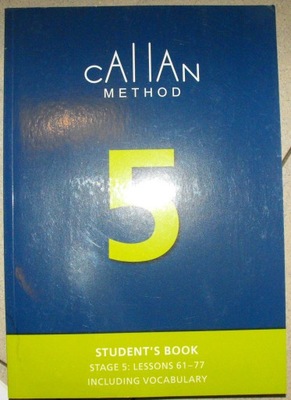 CAllAN
METHOD
5
STUDENT'S BOOK
STAGE 5: LESSONS 61–77
INCLUDING VOCABULARY